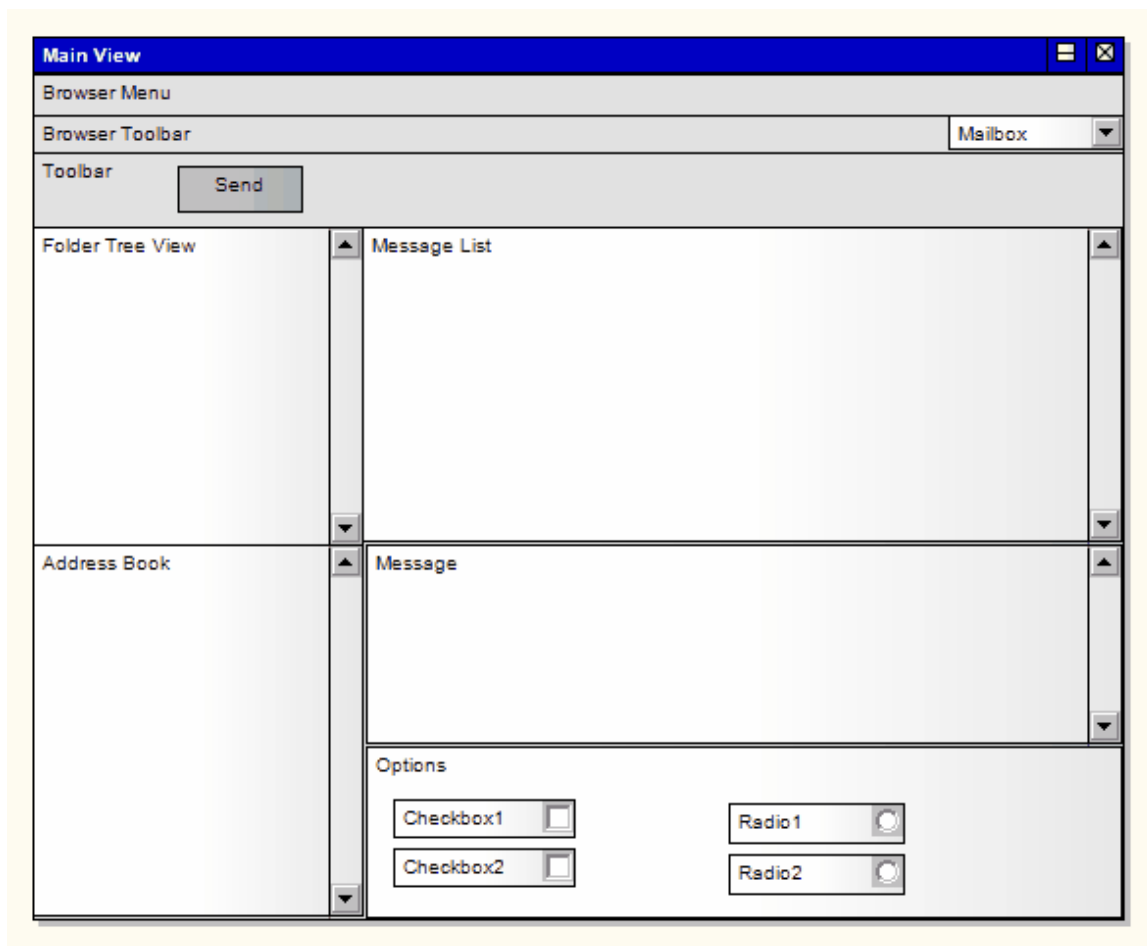 Main View
Browser Menu
Browser Toolbar
Mailbox
Toolbar
Send
Folder Tree View
Message List
Address Book
Message
Options
Checkbox1
Radio1
Checkbox2
Radio2